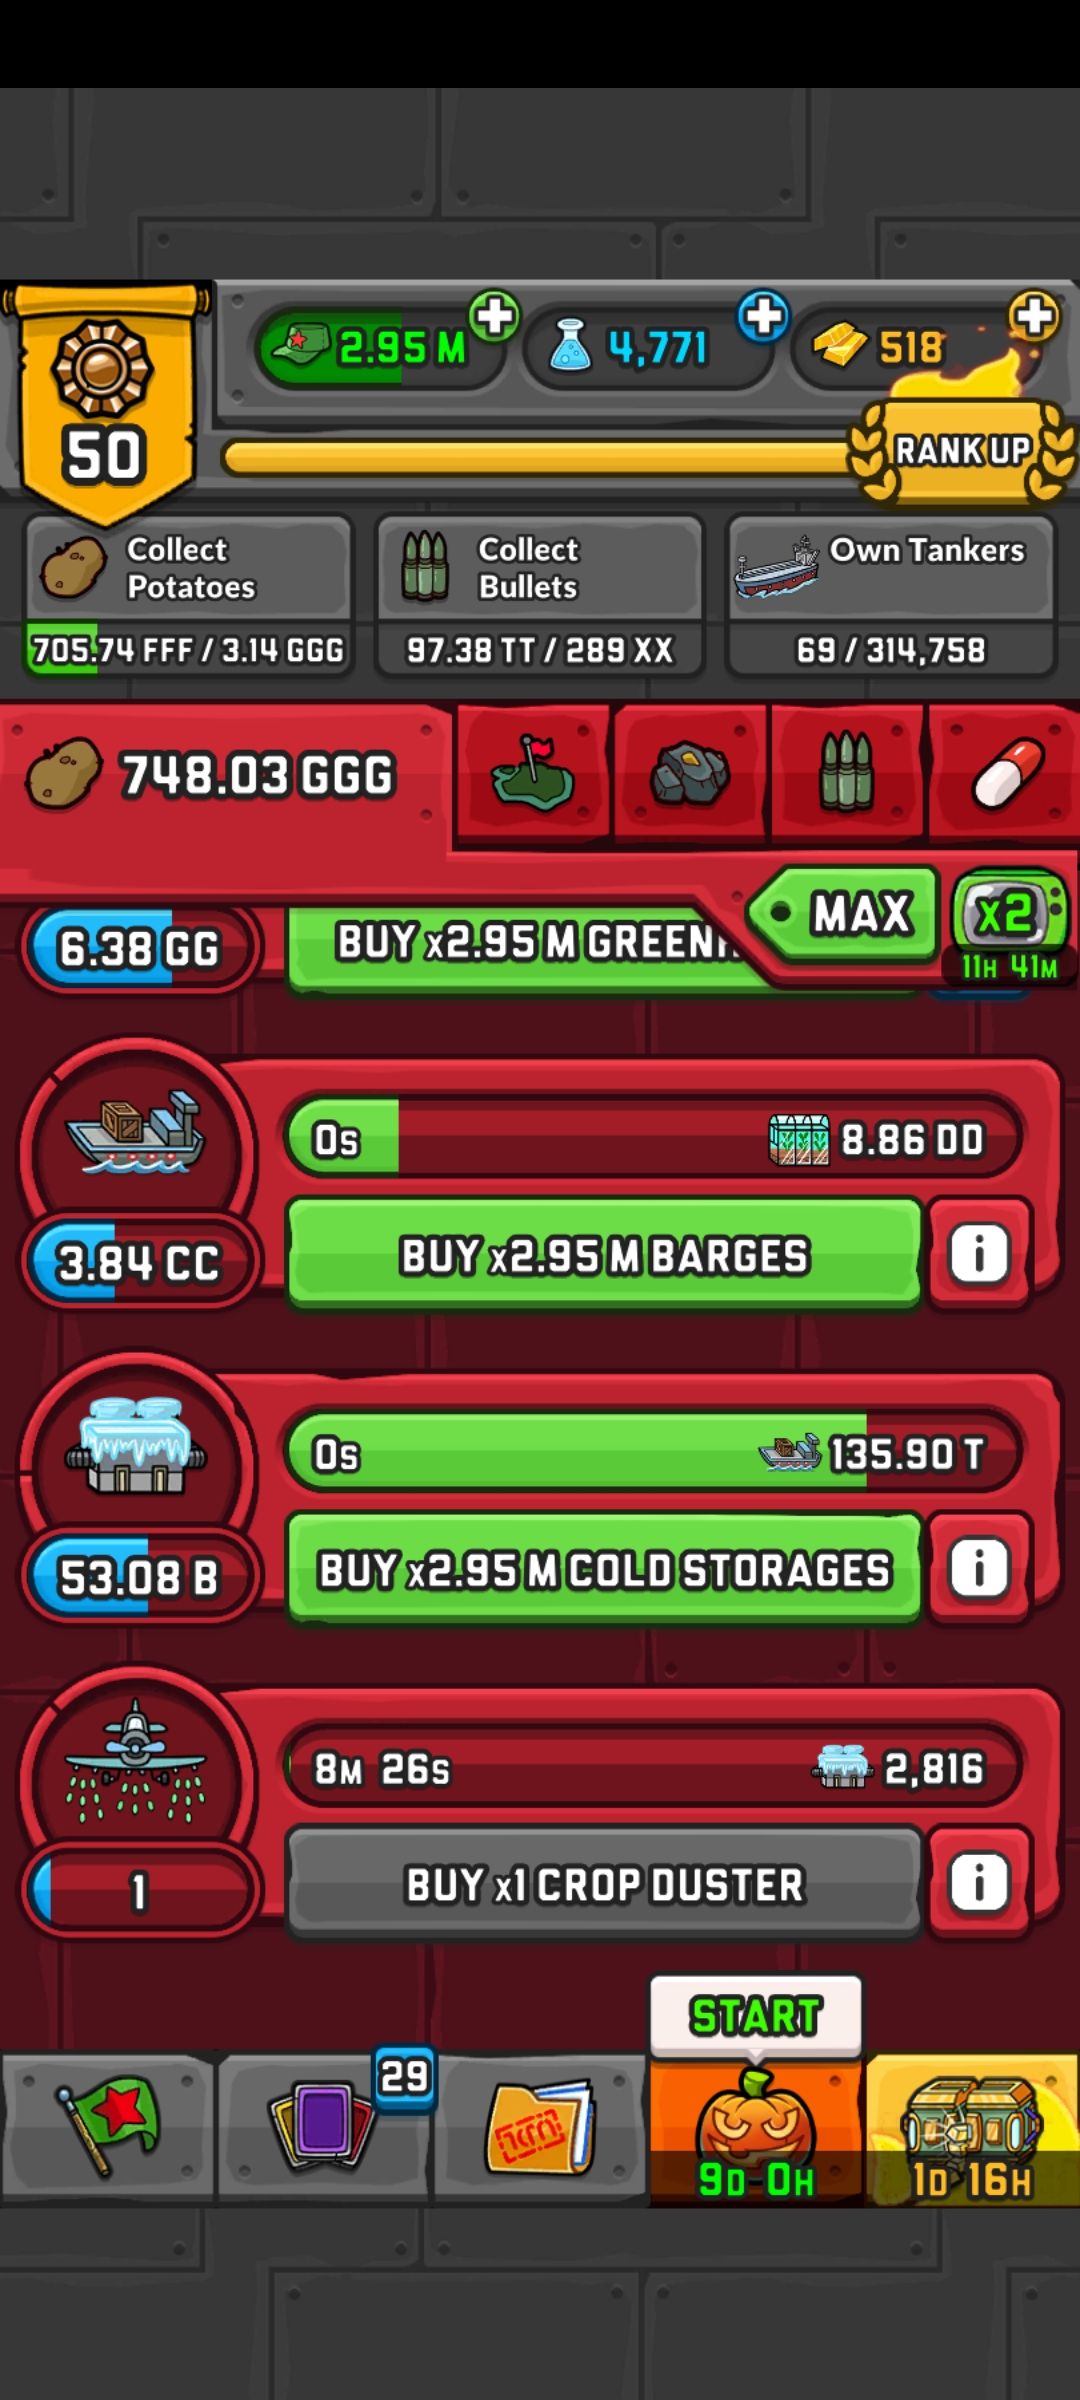 2.95 M
4,771
518
50
RANK UP
Collect
Potatoes
Collect
Bullets
Own Tankers
705.74 FFF / 3.14 GGG
97.38 TT / 289 XX
69 / 314,758
748.03 GGG
MAX
x2
11H 41M
6.38 GG
BUY x2.95 M
0s
8.86 DD
3.84 CC
BUY x2.95 M BARGES
i
0s
135.90 T
53.08 B
BUY x2.95 M COLD STORAGES
i
8M 26s
2,816
1
BUY x1 CROP DUSTER
i
START
29
9D 0H
1D 16H